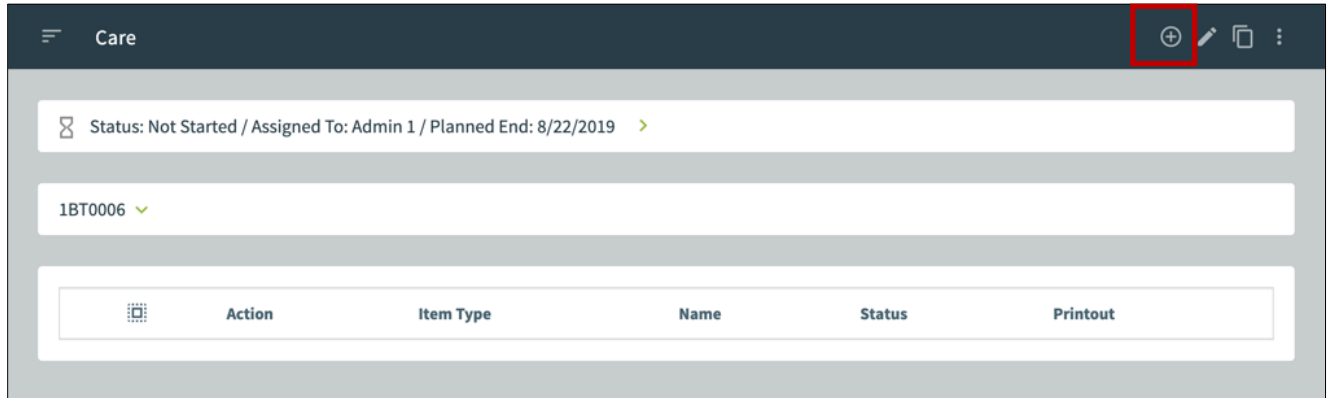 Care
Status: Not Started / Assigned To: Admin 1 / Planned End: 8/22/2019
1BT0006
Action Item Type Name Status Printout